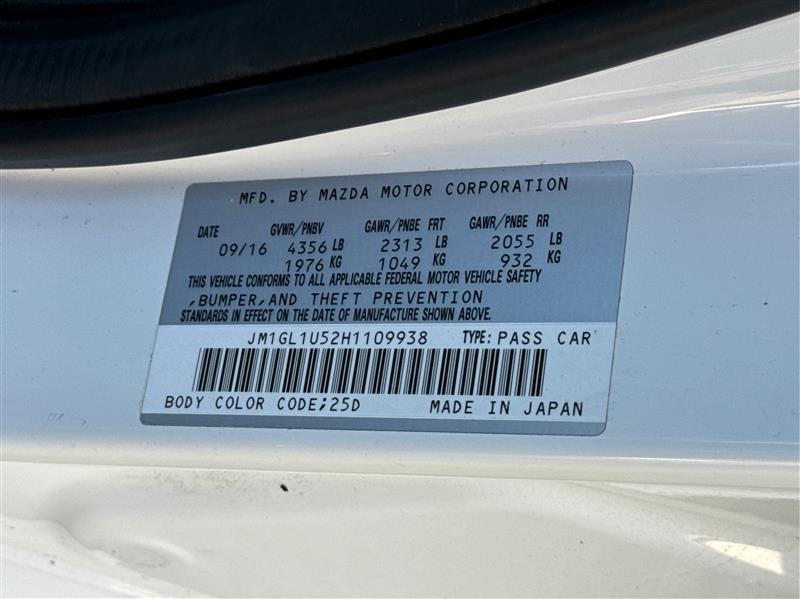 MFD. BY MAZDA MOTOR CORPORATION
DATE GVWR/PNBV GAWR/PNBE FRT GAWR/PNBE RR
09/16 4356 LB 2313 LB 2055 LB
1976 KG 1049 KG 932 KG
THIS VEHICLE CONFORMS TO ALL APPLICABLE FEDERAL MOTOR VEHICLE SAFETY
,BUMPER,AND THEFT PREVENTION
STANDARDS IN EFFECT ON THE DATE OF MANUFACTURE SHOWN ABOVE.
JM1GL1U52H1109938 TYPE: PASS CAR
BODY COLOR CODE;25D MADE IN JAPAN